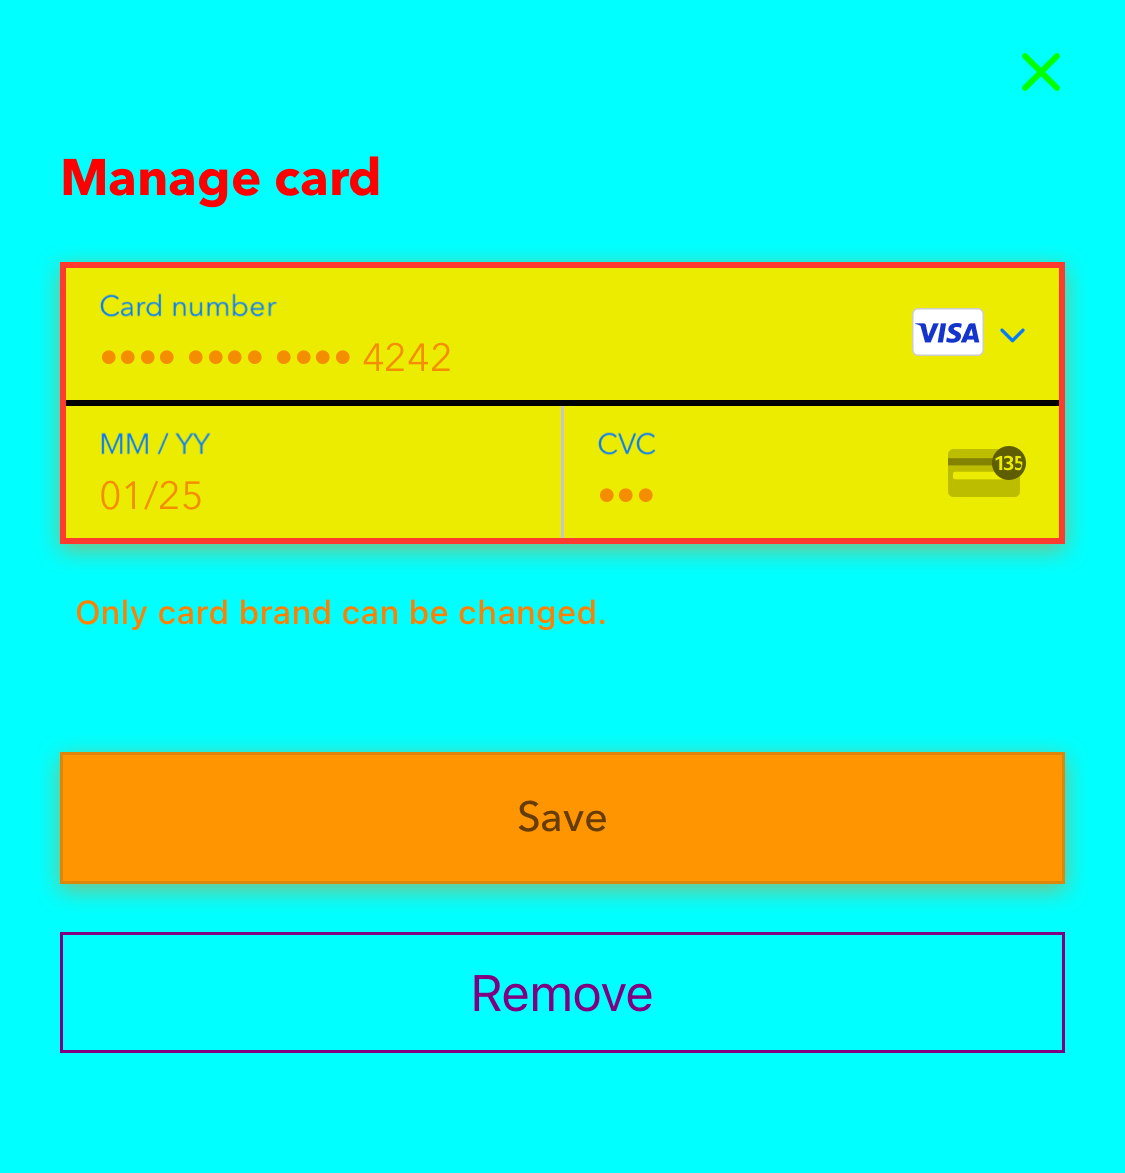 Manage card
Card number
VISA
•••• •••• •••• 4242
MM / YY
CVC
135
01/25
•••
Only card brand can be changed.
Save
Remove